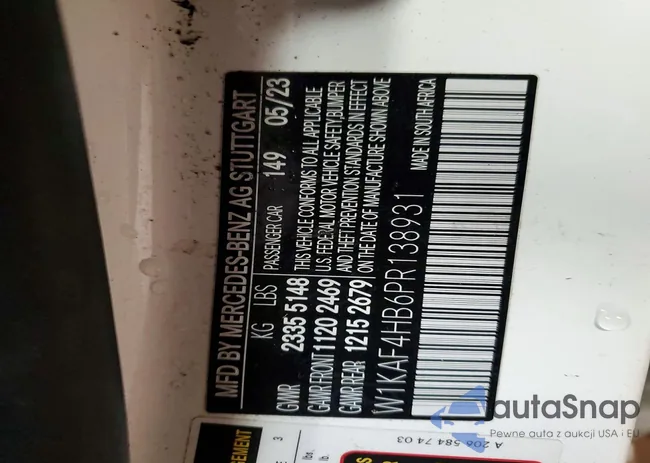 MFD BY MERCEDES-BENZ AG STUTTGART
KG LBS PASSENGER CAR 149 05/23
GVWR 2335 5148 THIS VEHICLE CONFORMS TO ALL APPLICABLE
GAWR FRONT 1120 2469 U.S. FEDERAL MOTOR VEHICLE SAFETY,BUMPER
AND THEFT PREVENTION STANDARDS IN EFFECT
GAWR REAR 1215 2679 ON THE DATE OF MANUFACTURE SHOWN ABOVE
W1KAF4HB6PR138931
MADE IN SOUTH AFRICA
A 206 584 74 03
lbs.
lb.
3
autaSnap
Pewne auta z aukcji USA i EU